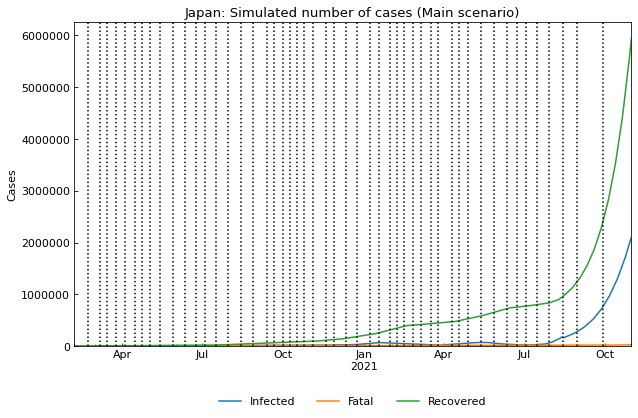 Japan: Simulated number of cases (Main scenario)
6000000
5000000
4000000
3000000
2000000
1000000
0
Cases
Apr Jul Oct Jan Apr Jul Oct
2021
Infected Fatal Recovered